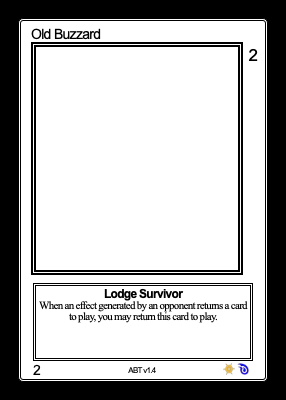 Old Buzzard
2
Lodge Survivor
When an effect generated by an opponent returns a card
to play, you may return this card to play.
2
ABT v1.4